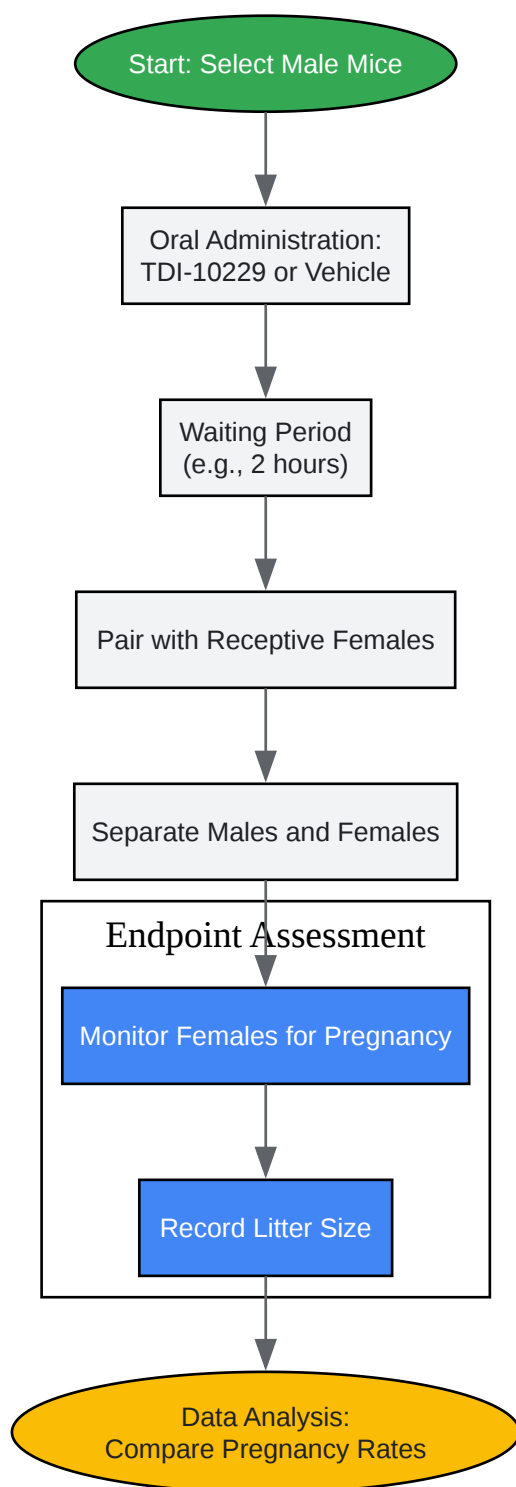 Start: Select Male Mice
Oral Administration:
TDI-10229 or Vehicle
Waiting Period
(e.g., 2 hours)
Pair with Receptive Females
Separate Males and Females
Endpoint Assessment
Monitor Females for Pregnancy
Record Litter Size
Data Analysis:
Compare Pregnancy Rates